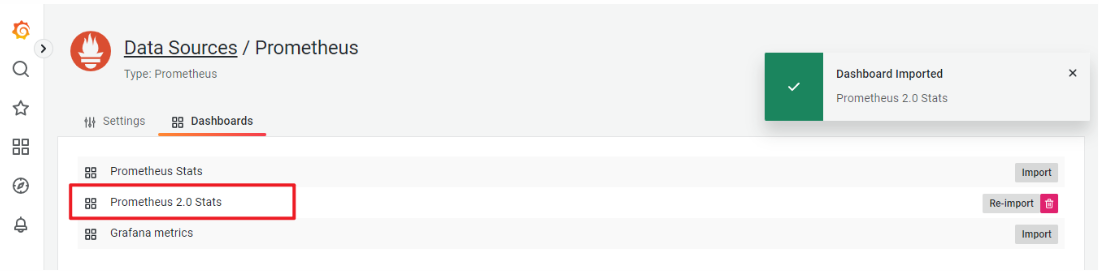 Data Sources / Prometheus
Type: Prometheus
Dashboard Imported
Prometheus 2.0 Stats
Settings
Dashboards
Prometheus Stats
Import
Prometheus 2.0 Stats
Re-import
Grafana metrics
Import